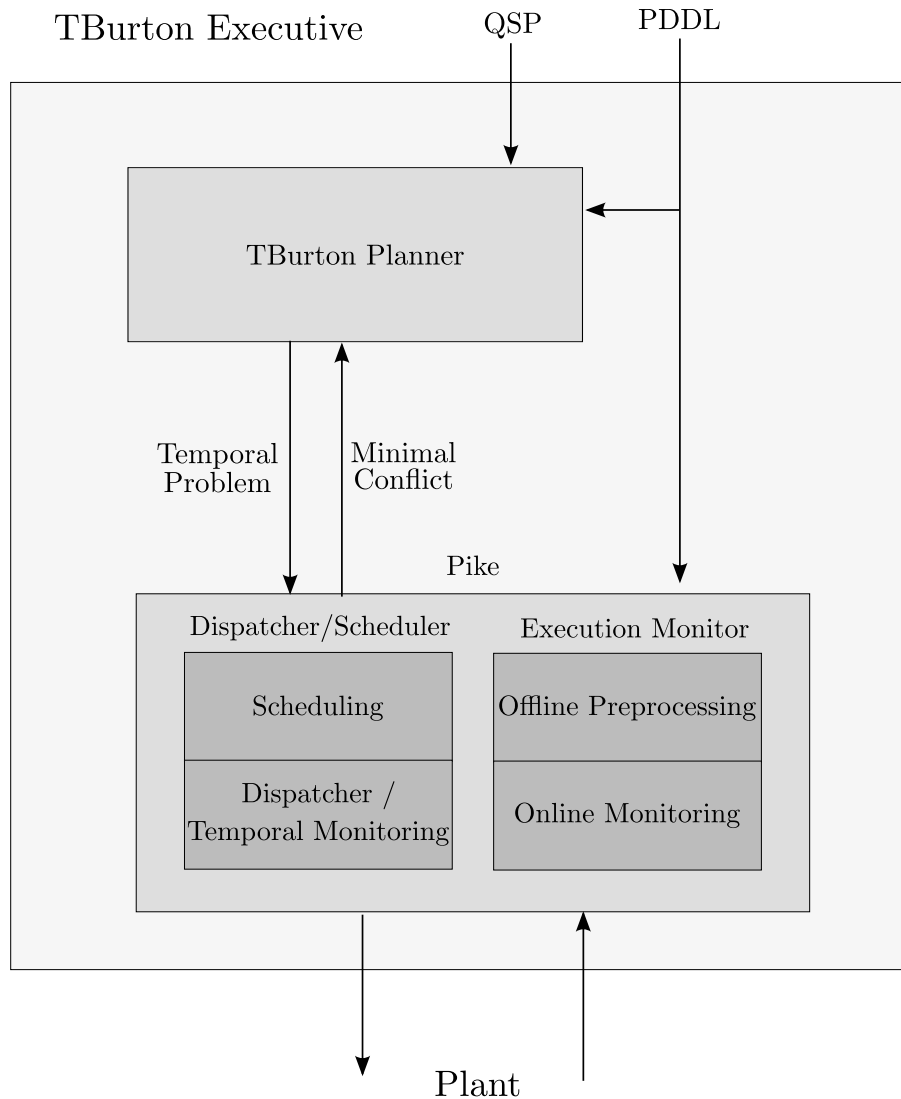 TBurton Executive
QSP
PDDL
TBurton Planner
Temporal
Problem
Minimal
Conflict
Pike
Dispatcher/Scheduler
Execution Monitor
Scheduling
Offline Preprocessing
Dispatcher /
Temporal Monitoring
Online Monitoring
Plant